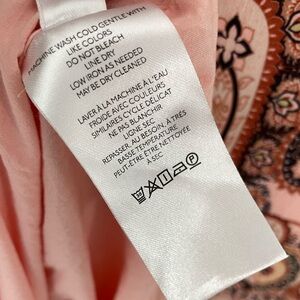 MACHINE WASH COLD GENTLE WITH
LIKE COLORS
DO NOT BLEACH
LINE DRY
LOW IRON AS NEEDED
MAY BE DRY CLEANED
LAVER À LA MACHINE À L'EAU
FROIDE AVEC COULEURS
SIMILAIRES CYCLE DÉLICAT
NE PAS BLANCHIR
LIGNE SEC
REPASSER, AU BESOIN, À TRÈS
BASSE TEMPÉRATURE
PEUT-ÊTRE ÊTRE NETTOYÉE
À SEC